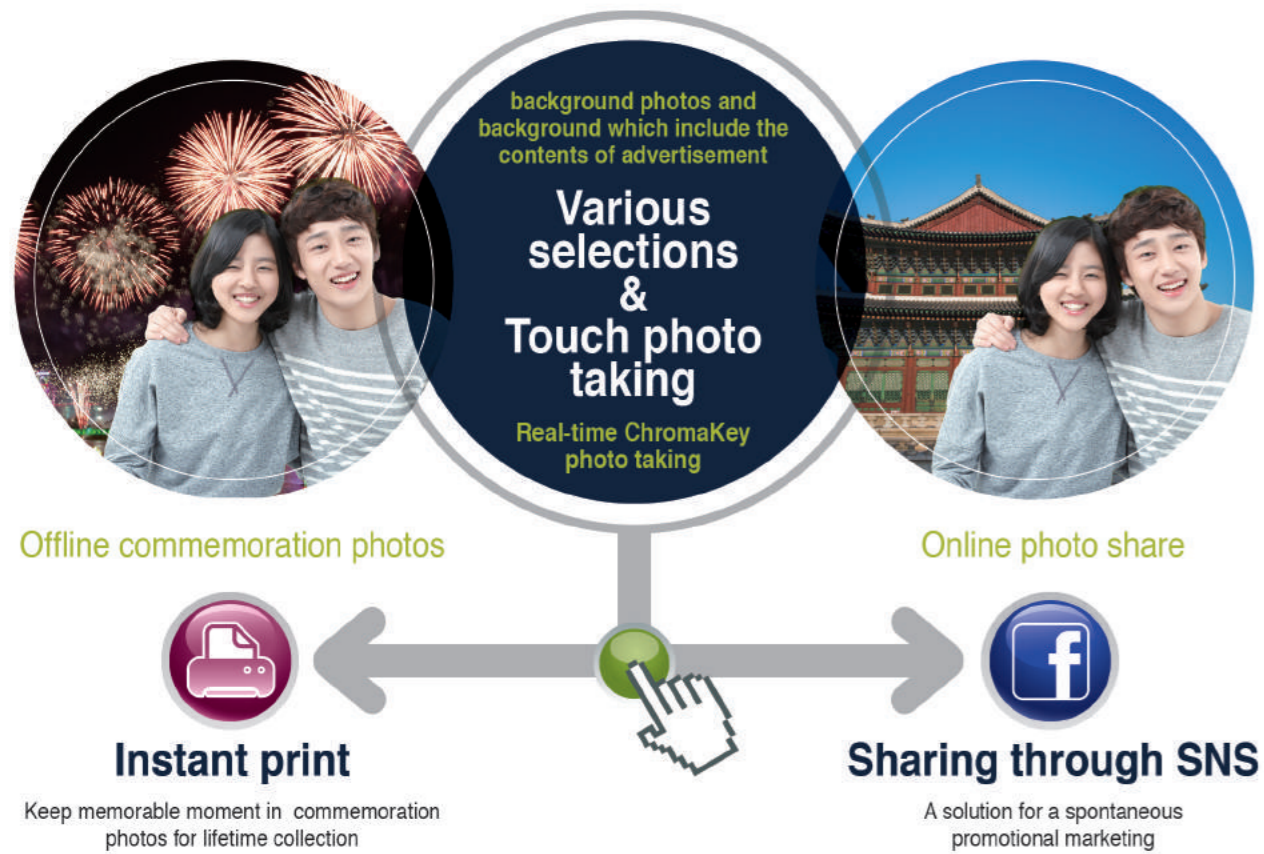 background photos and
background which include the
contents of advertisement
Various
selections
&
Touch photo
taking
Real-time ChromaKey
photo taking
Offline commemoration photos
Online photo share
f
Instant print
Sharing through SNS
Keep memorable moment in commemoration
photos for lifetime collection
A solution for a spontaneous
promotional marketing